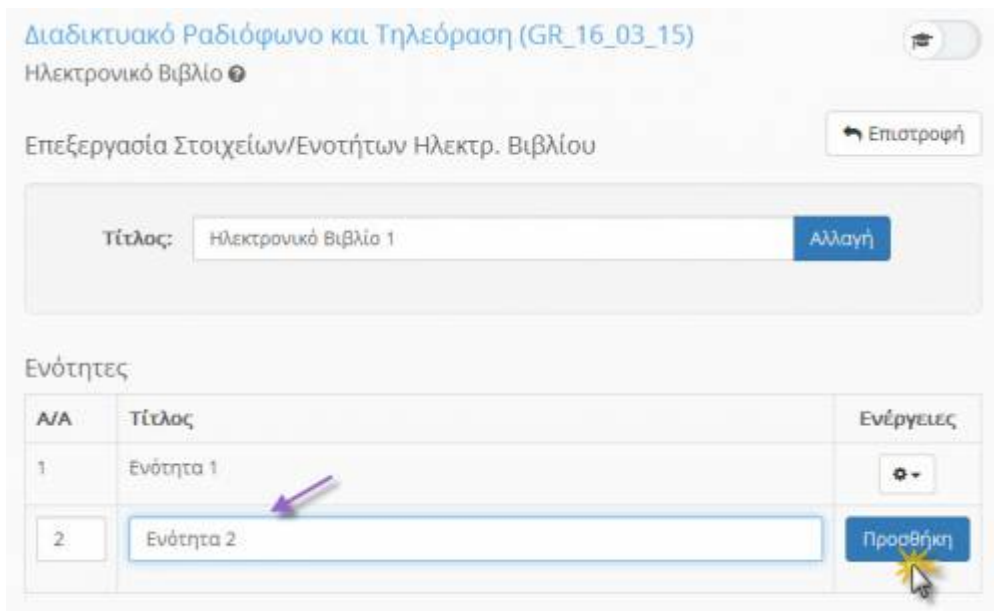 Διαδικτυακό Ραδιόφωνο και Τηλεόραση (GR_16_03_15)
Ηλεκτρονικό Βιβλίο
Επεξεργασία Στοιχείων/Ενοτήτων Ηλεκτρ. Βιβλίου
Επιστροφή
Τίτλος: Ηλεκτρονικό Βιβλίο 1 Αλλαγή
Ενότητες
Α/Α Τίτλος Ενέργειες
1 Ενότητα 1
2 Ενότητα 2 Προσθήκη